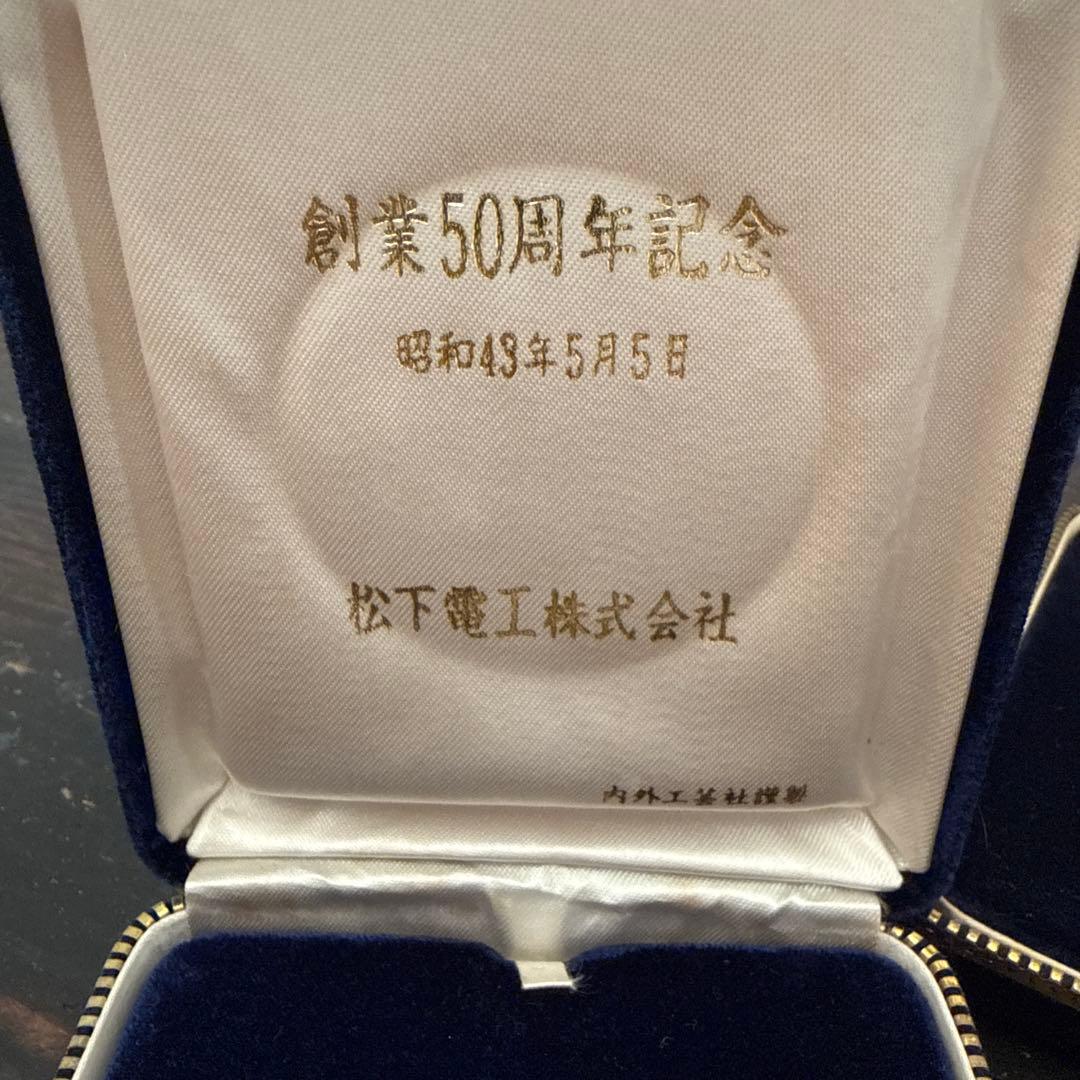 創業50周年記念
昭和43年5月5日
松下電工株式会社
内外工芸社謹製